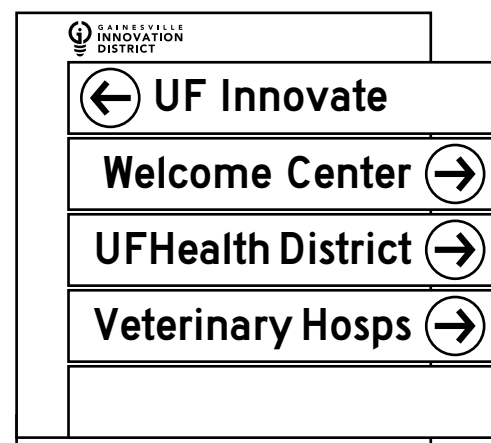 GAINESVILLE
INNOVATION
DISTRICT
UF Innovate
Welcome Center
UFHealth District
Veterinary Hosps